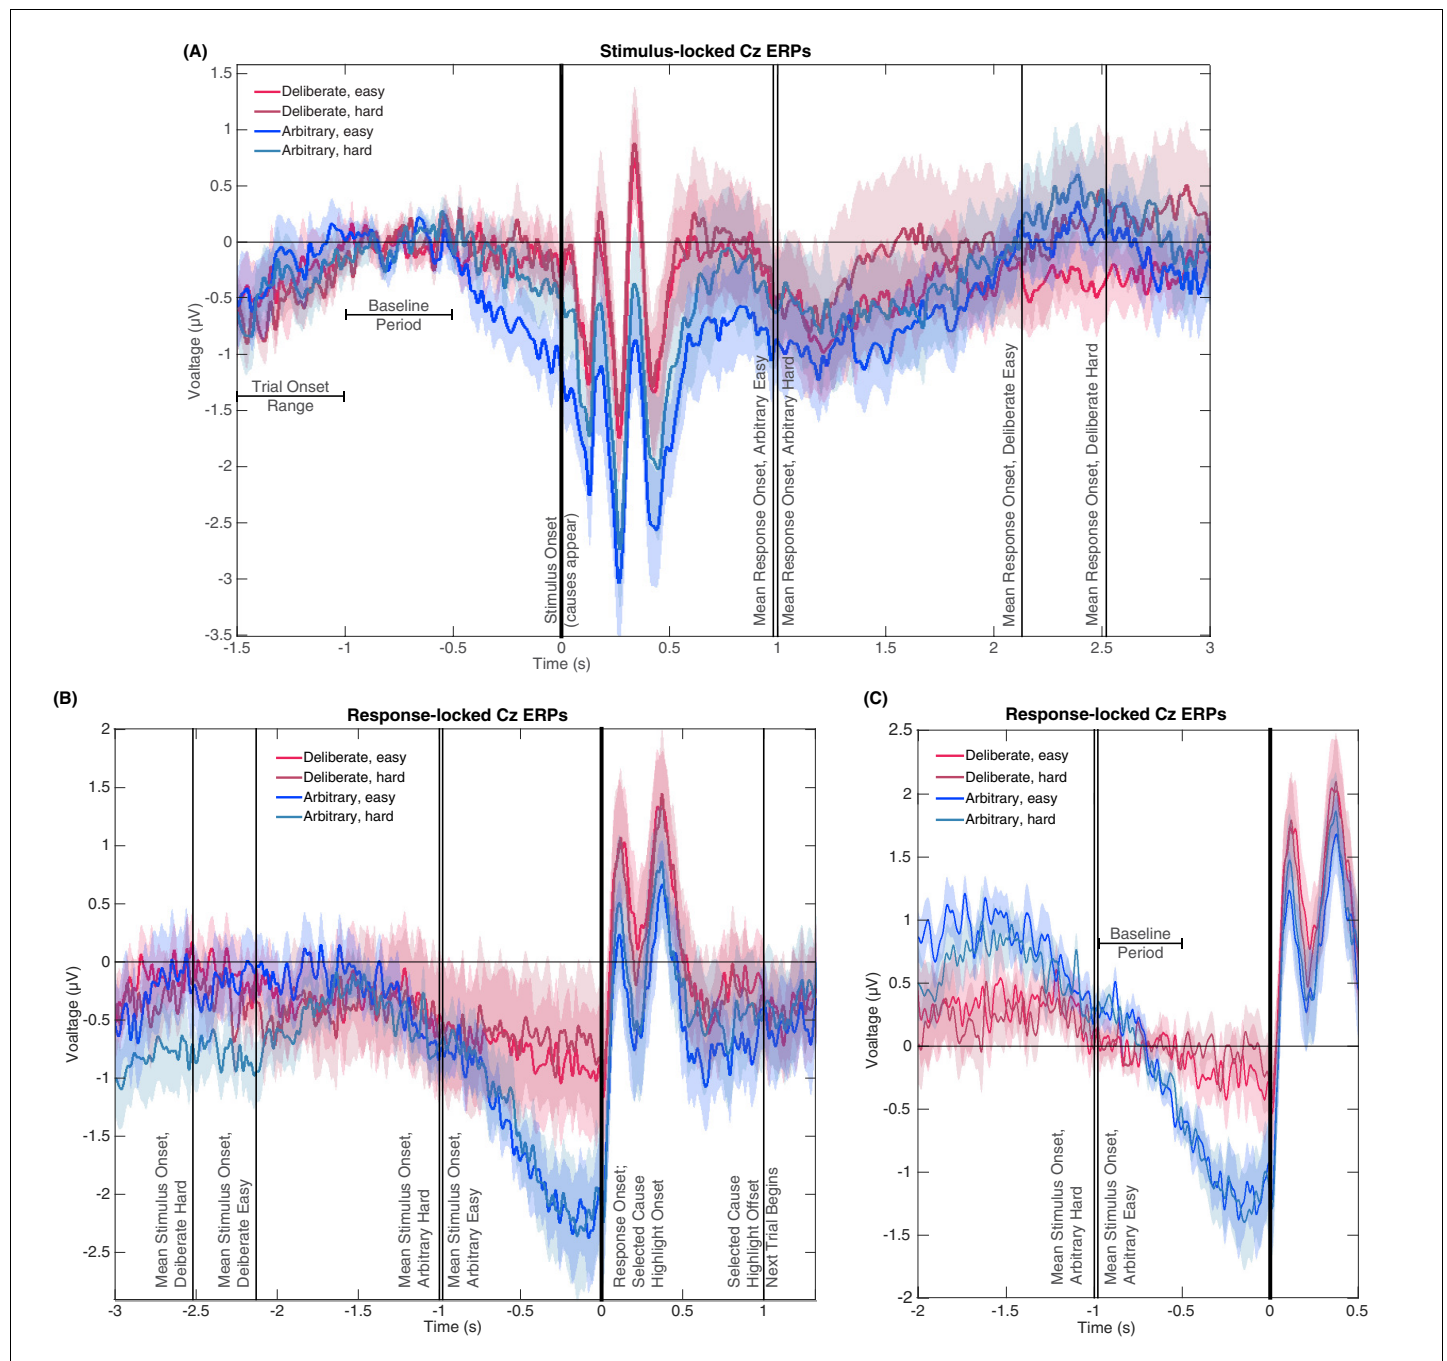 (A)
Stimulus-locked Cz ERPs
1.5
1
0.5
0
-0.5
-1
-1.5
-2
-2.5
-3
-3.5
Voaltage (µV)
Deliberate, easy
Deliberate, hard
Arbitrary, easy
Arbitrary, hard
Baseline
Period
Trial Onset
Range
Stimulus Onset
(causes appear)
Mean Response Onset, Arbitrary Easy
Mean Response Onset, Arbitrary Hard
Mean Response Onset, Deliberate Easy
Mean Response Onset, Deliberate Hard
-1.5
-1
-0.5
0
0.5
1
1.5
2
2.5
3
Time (s)
(B)
Response-locked Cz ERPs
2
1.5
1
0.5
0
-0.5
-1
-1.5
-2
-2.5
Voaltage (µV)
Deliberate, easy
Deliberate, hard
Arbitrary, easy
Arbitrary, hard
Mean Stimulus Onset,
Deiberate Hard
Mean Stimulus Onset,
Deiberate Easy
Mean Stimulus Onset,
Arbitrary Hard
Mean Stimulus Onset,
Arbitrary Easy
Response Onset;
Selected Cause
Highlight Onset
Selected Cause
Highlight Offset
Next Trial Begins
-3
-2.5
-2
-1.5
-1
-0.5
0
0.5
1
Time (s)
(C)
Response-locked Cz ERPs
2.5
2
1.5
1
0.5
0
-0.5
-1
-1.5
-2
Voaltage (µV)
Deliberate, easy
Deliberate, hard
Arbitrary, easy
Arbitrary, hard
Baseline
Period
Mean Stimulus Onset,
Arbitrary Hard
Mean Stimulus Onset,
Arbitrary Easy
-2
-1.5
-1
-0.5
0
0.5
Time (s)